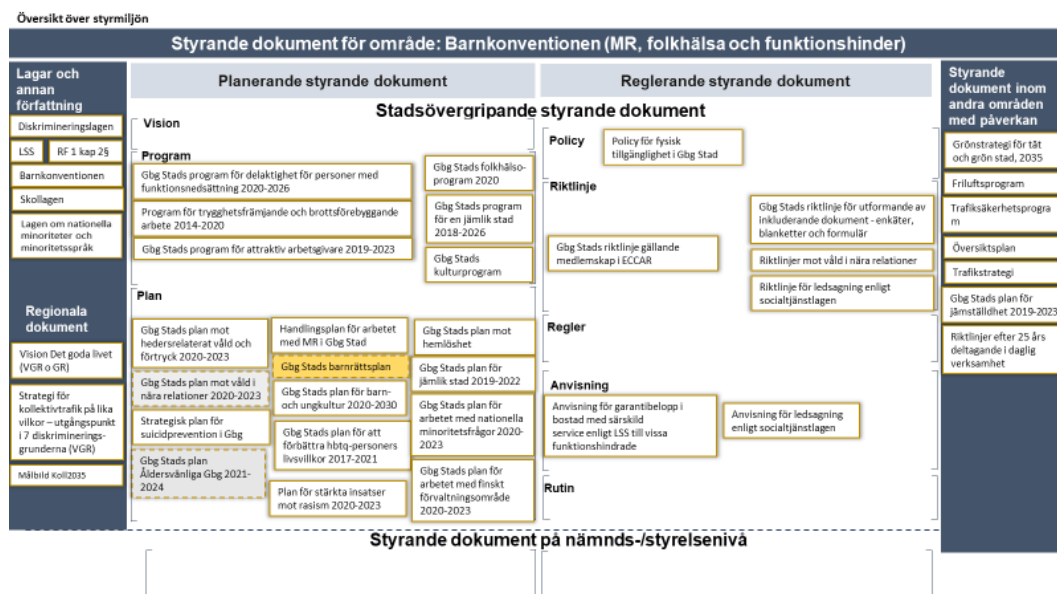 Översikt över styrmiljön
Styrande dokument för område: Barnkonventionen (MR, folkhälsa och funktionshinder)
Lagar och
annan
författning
Diskrimineringslagen
LSS
RF 1 kap 2§
Barnkonventionen
Skollagen
Lagen om nationella
minoriteter och
minoritetsspråk
Regionala
dokument
Vision Det goda livet
(VGR o GR)
Strategi för
kollektivtrafik på lika
villkor – utgångspunkt
i 7 diskriminerings-
grunderna (VGR)
Målbild Koll2035
Planerande styrande dokument
Reglerande styrande dokument
Stadsövergripande styrande dokument
Vision
Program
Gbg Stads program för delaktighet för personer med
funktionsnedsättning 2020-2026
Program för trygghetsfrämjande och brottsförebyggande
arbete 2014-2020
Gbg Stads program för attraktiv arbetsgivare 2019-2023
Gbg Stads folkhälso-
program 2020
Gbg Stads program
för en jämlik stad
2018-2026
Gbg Stads
kulturprogram
Plan
Gbg Stads plan mot
hedersrelaterat våld och
förtryck 2020-2023
Gbg Stads plan mot våld i
nära relationer 2020-2023
Strategisk plan för
suicidprevention i Gbg
Gbg Stads plan
Åldersvänliga Gbg 2021-
2024
Handlingsplan för arbetet
med MR i Gbg Stad
Gbg Stads barnrättsplan
Gbg Stads plan för barn-
och ungkultur 2020-2030
Gbg Stads plan för att
förbättra hbtq-personers
livsvillkor 2017-2021
Plan för stärkta insatser
mot rasism 2020-2023
Gbg Stads plan mot
hemlöshet
Gbg Stads plan för
jämlik stad 2019-2022
Gbg Stads plan för
arbetet med nationella
minoritetsfrågor 2020-
2023
Gbg Stads plan för
arbetet med finskt
förvaltningsområde
2020-2023
Policy
Policy för fysisk
tillgänglighet i Gbg Stad
Riktlinje
Gbg Stads riktlinje gällande
medlemskap i ECCAR
Gbg Stads riktlinje för utformande av
inkluderande dokument - enkäter,
blanketter och formulär
Riktlinjer mot våld i nära relationer
Riktlinje för ledsagning enligt
socialtjänstlagen
Regler
Anvisning
Anvisning för garantibelopp i
bostad med särskild
service enligt LSS till vissa
funktionshindrade
Anvisning för ledsagning
enligt socialtjänstlagen
Rutin
Styrande
dokument inom
andra områden
med påverkan
Grönstrategi för tät
och grön stad, 2035
Friluftsprogram
Trafiksäkerhetsprogra
m
Översiktsplan
Trafikstrategi
Gbg Stads plan för
jämställdhet 2019-2023
Riktlinjer efter 25 års
deltagande i daglig
verksamhet
Styrande dokument på nämnds-/styrelsenivå